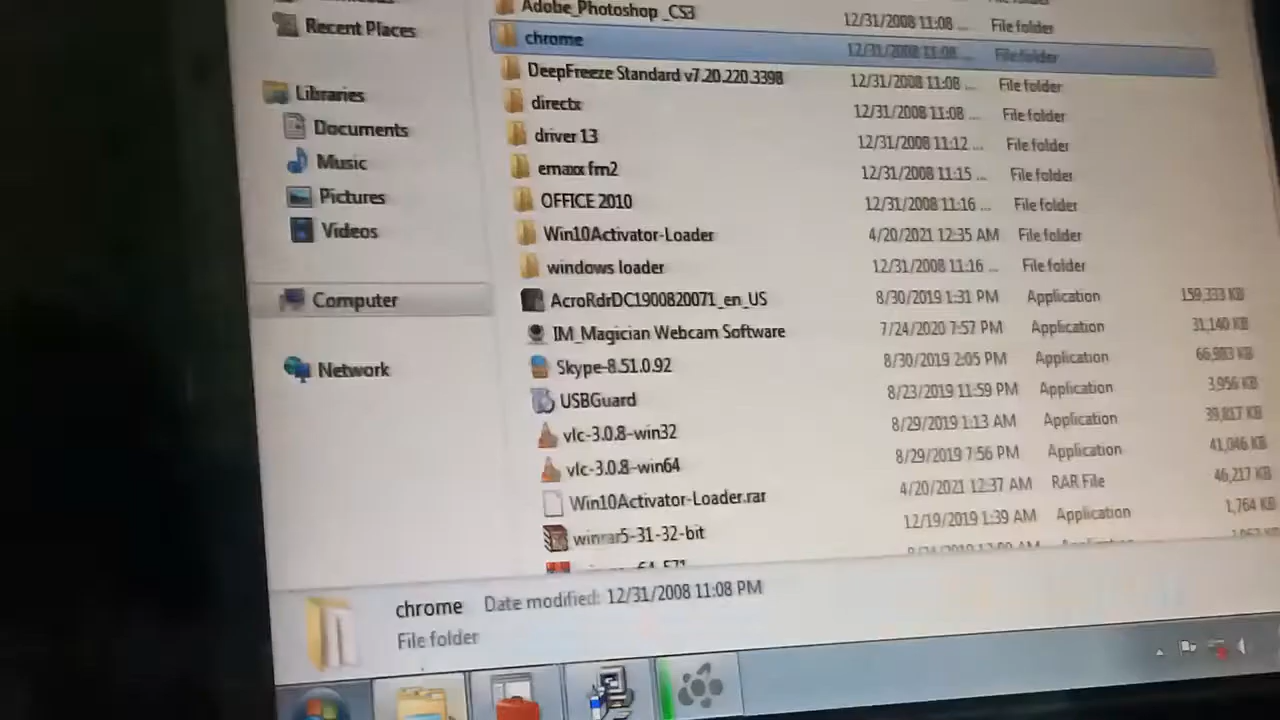 Adobe_Photoshop _CS3 12/31/2008 11:08 ... File folder
Recent Places
chrome 12/31/2008 11:08 ... File folder
DeepFreeze Standard v7.20.220.3398 12/31/2008 11:08 ... File folder
Libraries
directx 12/31/2008 11:08 ... File folder
Documents
driver 13 12/31/2008 11:12 ... File folder
Music
emaxx fm2 12/31/2008 11:15 ... File folder
Pictures
OFFICE 2010 12/31/2008 11:16 ... File folder
Videos
Win10Activator-Loader 4/20/2021 12:35 AM File folder
windows loader 12/31/2008 11:16 ... File folder
Computer
AcroRdrDC1900820071_en_US 8/30/2019 1:31 PM Application 159,333 KB
IM_Magician Webcam Software 7/24/2020 7:57 PM Application 31,140 KB
Network
Skype-8.51.0.92 8/30/2019 2:05 PM Application 66,983 KB
USBGuard 8/23/2019 11:59 PM Application 3,956 KB
vlc-3.0.8-win32 8/29/2019 1:13 AM Application 39,817 KB
vlc-3.0.8-win64 8/29/2019 7:56 PM Application 41,046 KB
Win10Activator-Loader.rar 4/20/2021 12:37 AM RAR File 46,217 KB
winrar5-31-32-bit 12/19/2019 1:39 AM Application 1,764 KB
chrome Date modified: 12/31/2008 11:08 PM
File folder